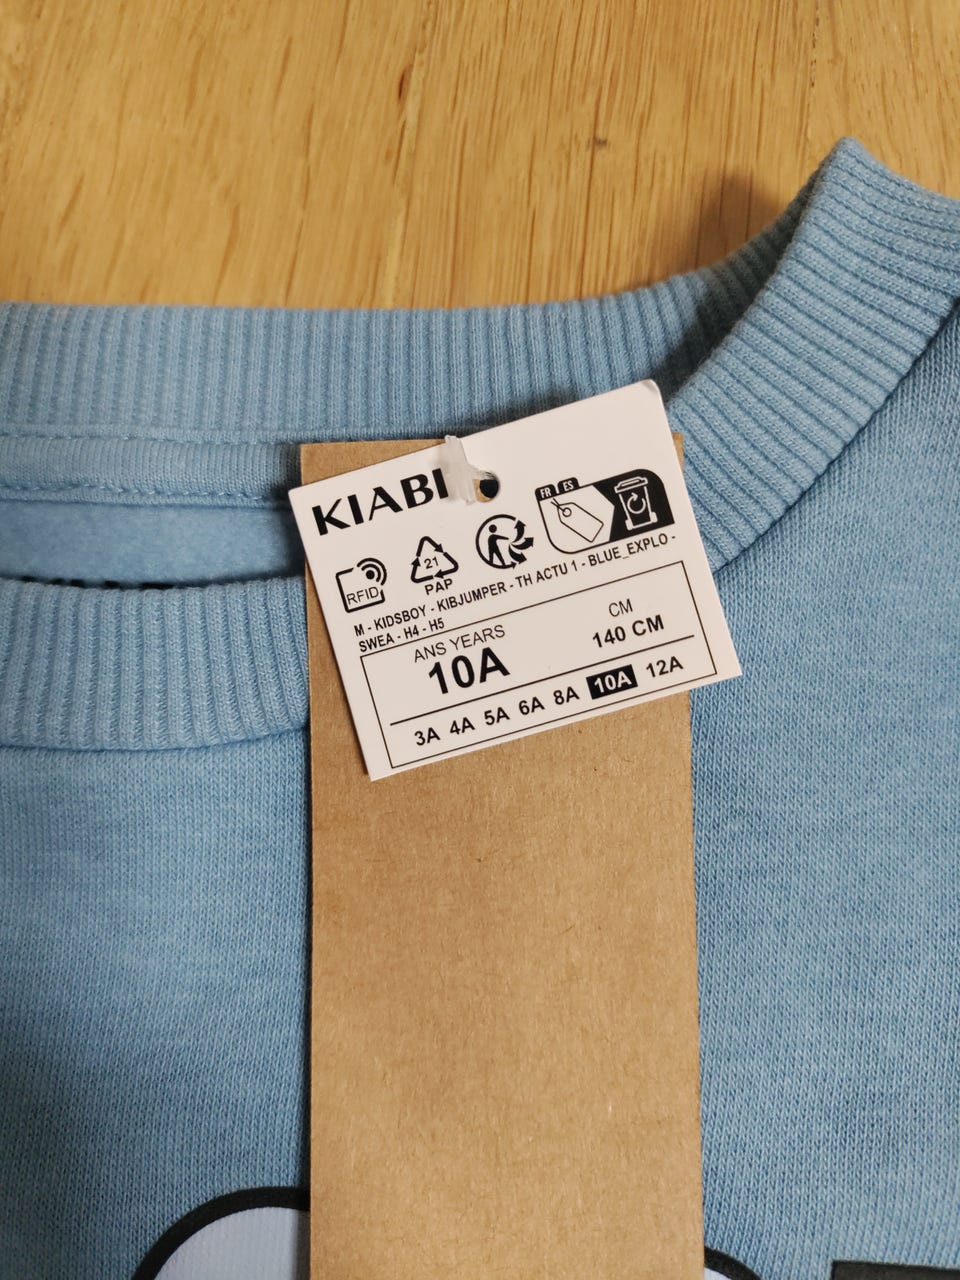 KIABI
FR ES
RFID
21
PAP
M - KIDSBOY - KIBJUMPER - TH ACTU 1 - BLUE_EXPLO -
SWEA - H4 - H5
ANS YEARS
10A
CM
140 CM
3A 4A 5A 6A 8A 10A 12A